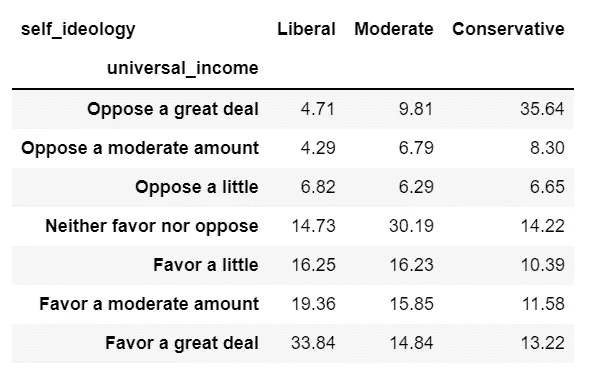 self_ideology Liberal Moderate Conservative
universal_income
Oppose a great deal 4.71 9.81 35.64
Oppose a moderate amount 4.29 6.79 8.30
Oppose a little 6.82 6.29 6.65
Neither favor nor oppose 14.73 30.19 14.22
Favor a little 16.25 16.23 10.39
Favor a moderate amount 19.36 15.85 11.58
Favor a great deal 33.84 14.84 13.22